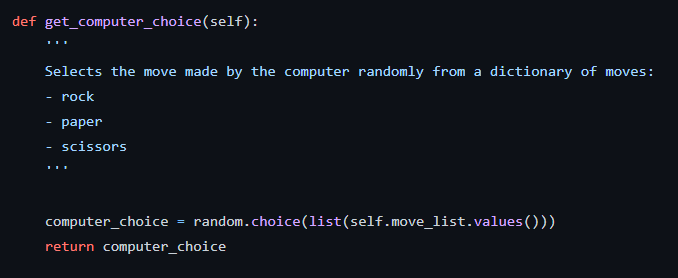 def get_computer_choice(self):
    '''
    Selects the move made by the computer randomly from a dictionary of moves:
    - rock
    - paper
    - scissors
    '''
    computer_choice = random.choice(list(self.move_list.values()))
    return computer_choice